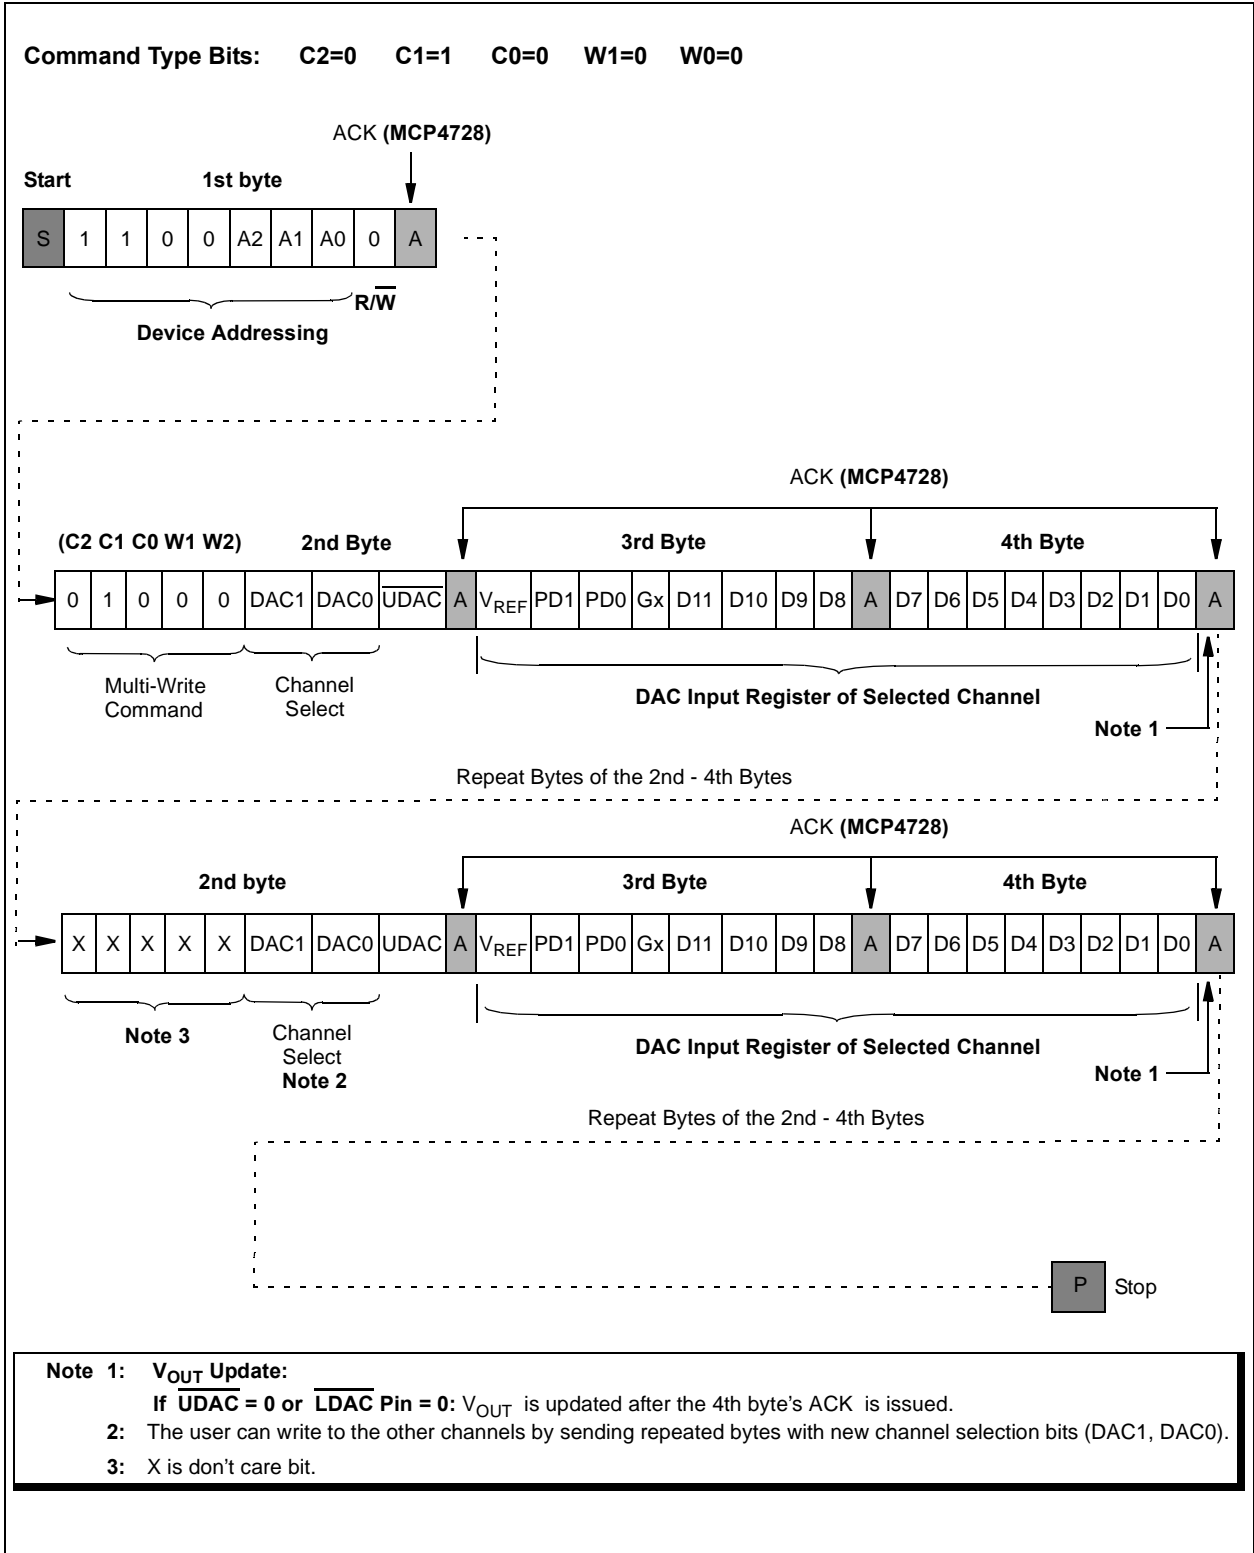 Command Type Bits: C2=0 C1=1 C0=0 W1=0 W0=0
ACK (MCP4728)
Start 1st byte
S 1 1 0 0 A2 A1 A0 0 A
R/W̅
Device Addressing
ACK (MCP4728)
(C2 C1 C0 W1 W2) 2nd Byte 3rd Byte 4th Byte
0 1 0 0 0 DAC1 DAC0 U̅D̅A̅C̅ A VREF PD1 PD0 Gx D11 D10 D9 D8 A D7 D6 D5 D4 D3 D2 D1 D0 A
Multi-Write Channel
Command Select
DAC Input Register of Selected Channel
Note 1
Repeat Bytes of the 2nd - 4th Bytes
ACK (MCP4728)
2nd byte 3rd Byte 4th Byte
X X X X X DAC1 DAC0 UDAC A VREF PD1 PD0 Gx D11 D10 D9 D8 A D7 D6 D5 D4 D3 D2 D1 D0 A
Note 3 Channel
Select
Note 2
DAC Input Register of Selected Channel
Note 1
Repeat Bytes of the 2nd - 4th Bytes
P Stop
Note 1: VOUT Update:
If U̅D̅A̅C̅ = 0 or L̅D̅A̅C̅ Pin = 0: VOUT is updated after the 4th byte's ACK is issued.
2: The user can write to the other channels by sending repeated bytes with new channel selection bits (DAC1, DAC0).
3: X is don't care bit.